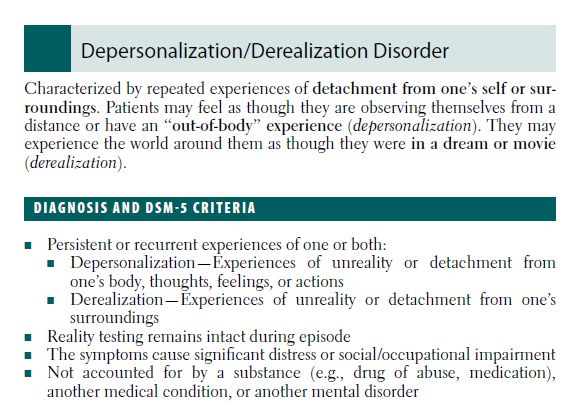 Depersonalization/Derealization Disorder
Characterized by repeated experiences of detachment from one's self or sur-
roundings. Patients may feel as though they are observing themselves from a
distance or have an “out-of-body” experience (depersonalization). They may
experience the world around them as though they were in a dream or movie
(derealization).
DIAGNOSIS AND DSM-5 CRITERIA
■ Persistent or recurrent experiences of one or both:
■ Depersonalization—Experiences of unreality or detachment from
one's body, thoughts, feelings, or actions
■ Derealization—Experiences of unreality or detachment from one's
surroundings
■ Reality testing remains intact during episode
■ The symptoms cause significant distress or social/occupational impairment
■ Not accounted for by a substance (e.g., drug of abuse, medication),
another medical condition, or another mental disorder